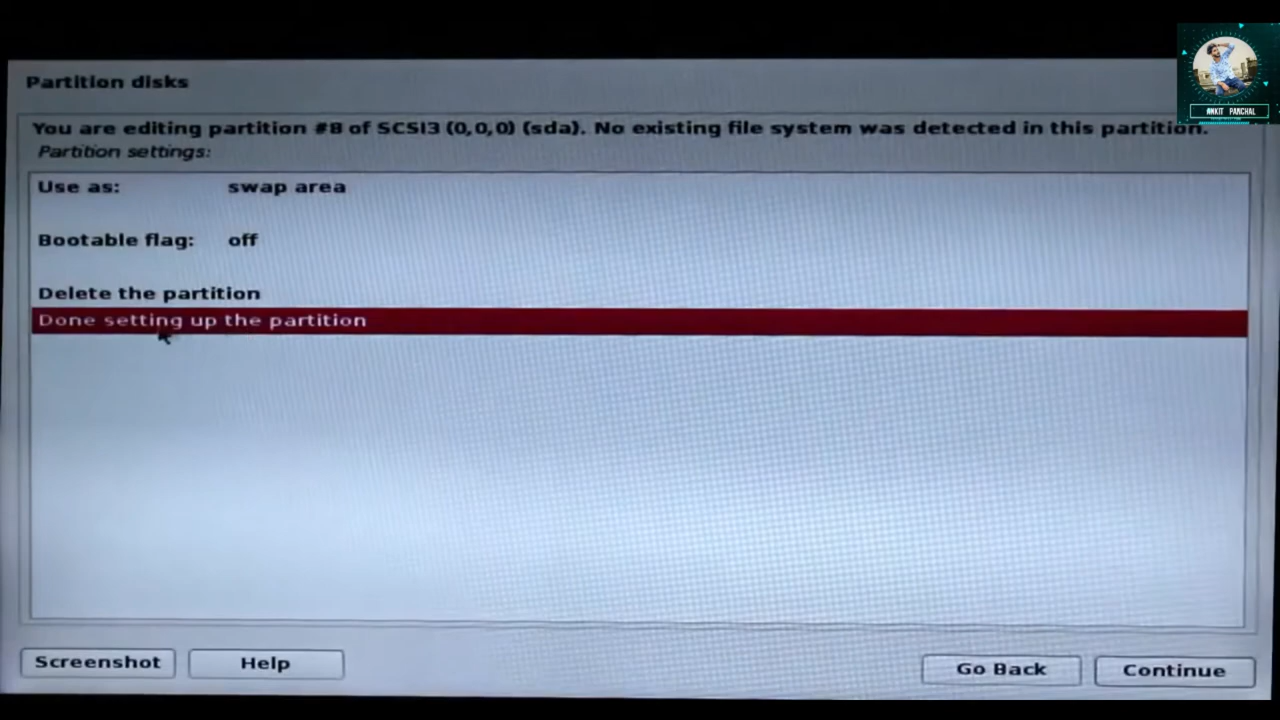 Partition disks
You are editing partition #8 of SCSI3 (0,0,0) (sda). No existing file system was detected in this partition.
Partition settings:
Use as: swap area
Bootable flag: off
Delete the partition
Done setting up the partition
Screenshot Help Go Back Continue
ANKIT PANCHAL